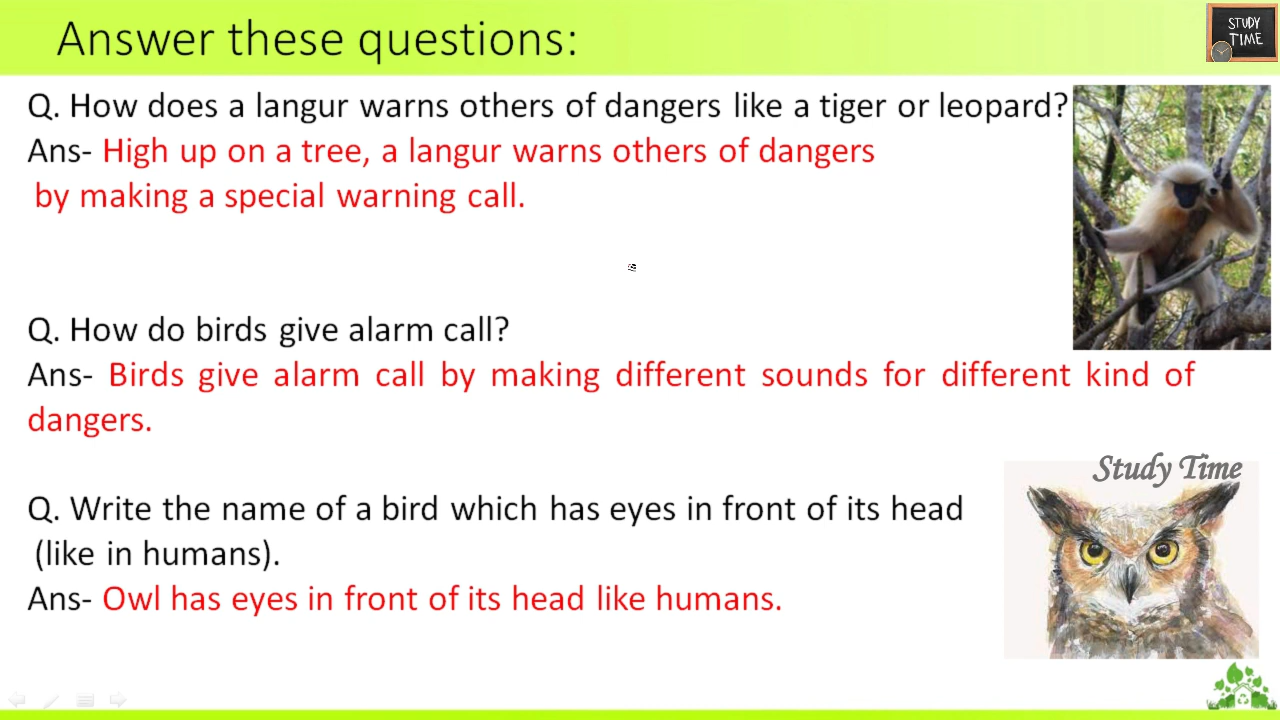 Answer these questions:
STUDY
TIME
Q. How does a langur warns others of dangers like a tiger or leopard?
Ans- High up on a tree, a langur warns others of dangers
by making a special warning call.
Q. How do birds give alarm call?
Ans- Birds give alarm call by making different sounds for different kind of
dangers.
Study Time
Q. Write the name of a bird which has eyes in front of its head
(like in humans).
Ans- Owl has eyes in front of its head like humans.